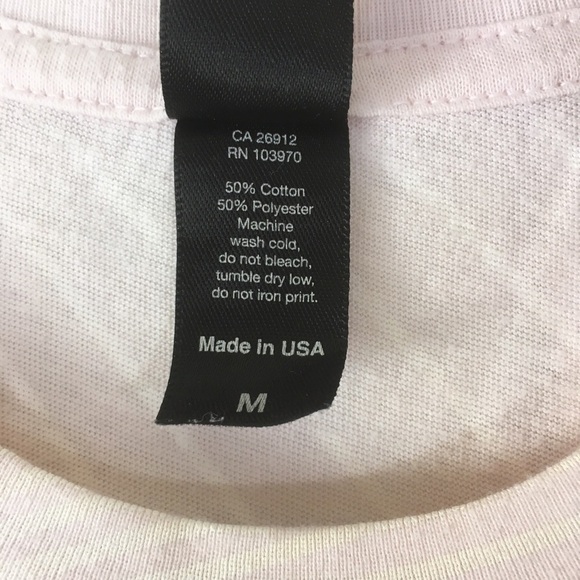 CA 26912
RN 103970
50% Cotton
50% Polyester
Machine
wash cold,
do not bleach,
tumble dry low,
do not iron print.
Made in USA
M